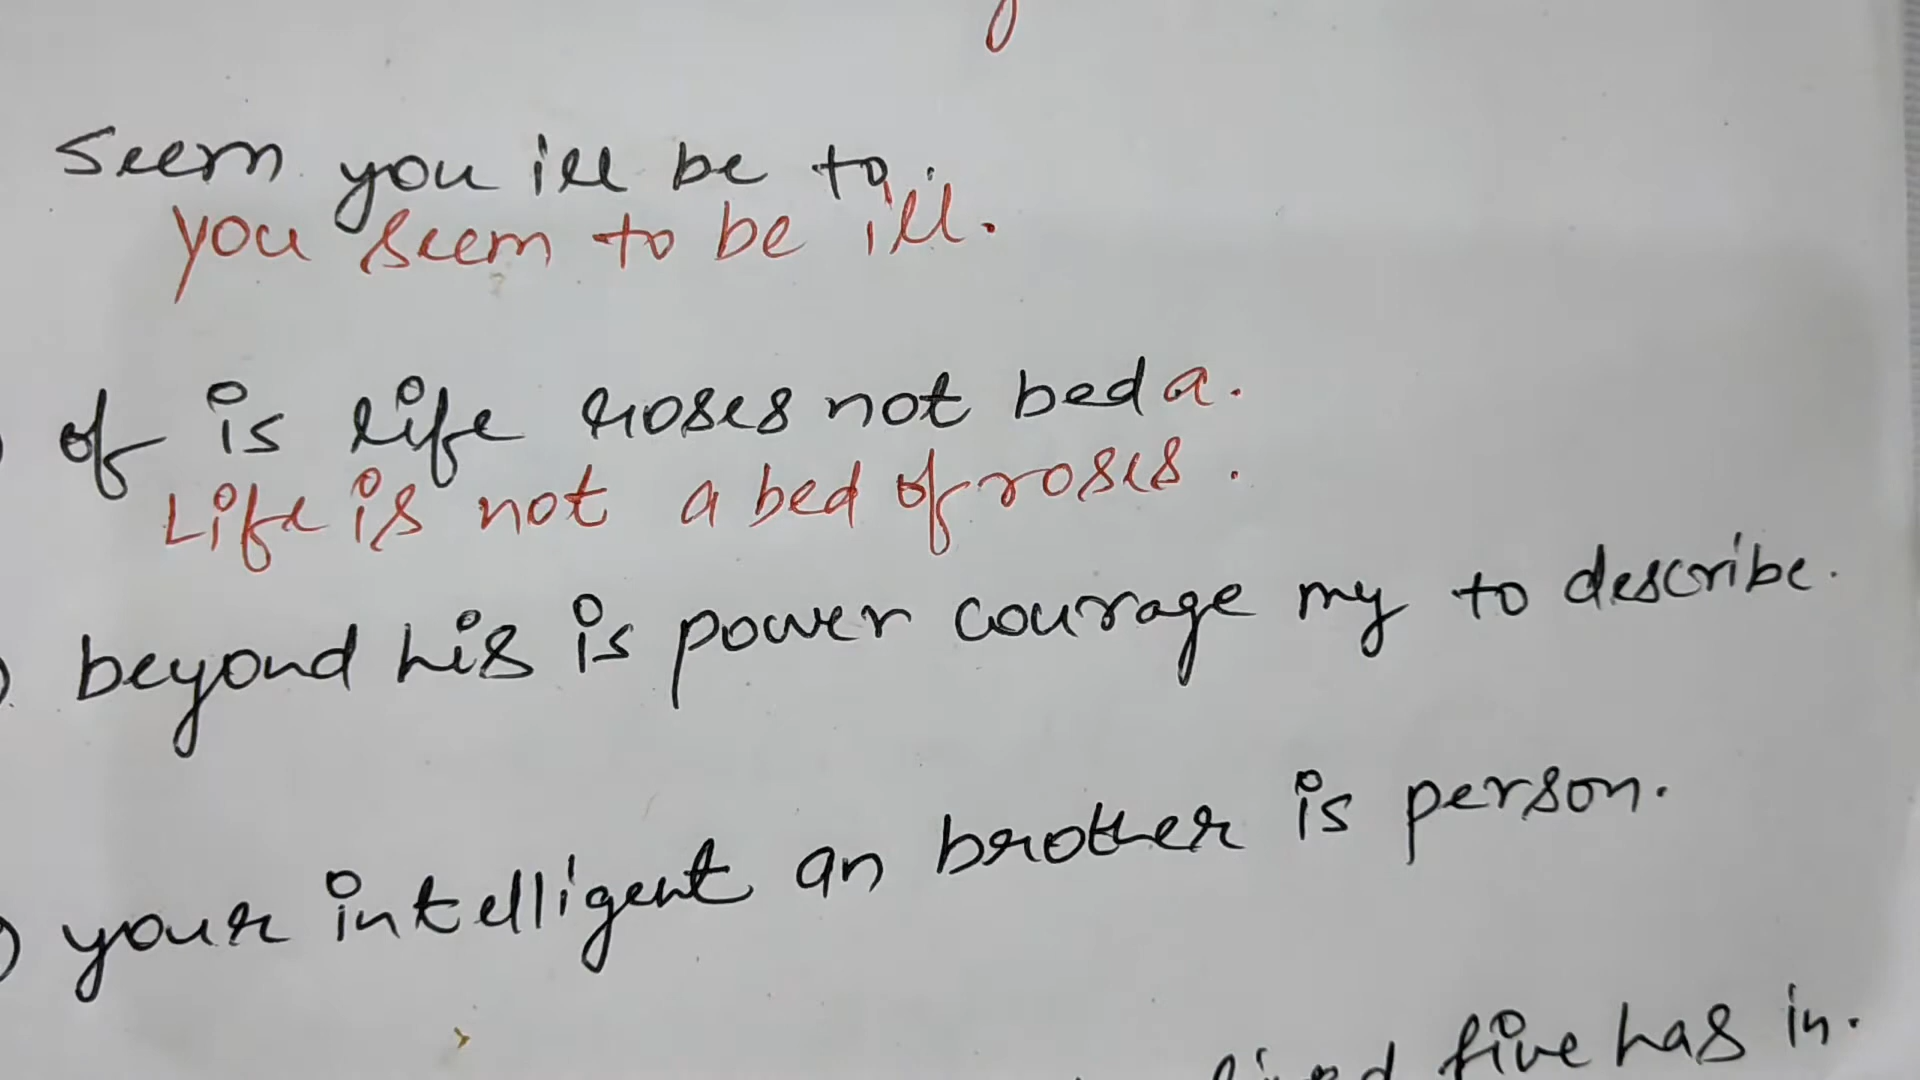 Seem you ill be to.
you seem to be ill.
of is life roses not bed a.
Life is not a bed of roses.
beyond his is power courage my to describe.
your intelligent an brother is person.
lived five has in.